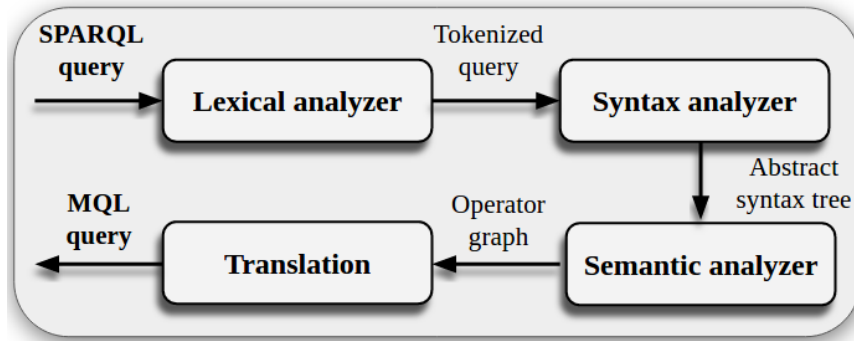 SPARQL
query
Lexical analyzer
Tokenized
query
Syntax analyzer
Abstract
syntax tree
Semantic analyzer
Operator
graph
Translation
MQL
query